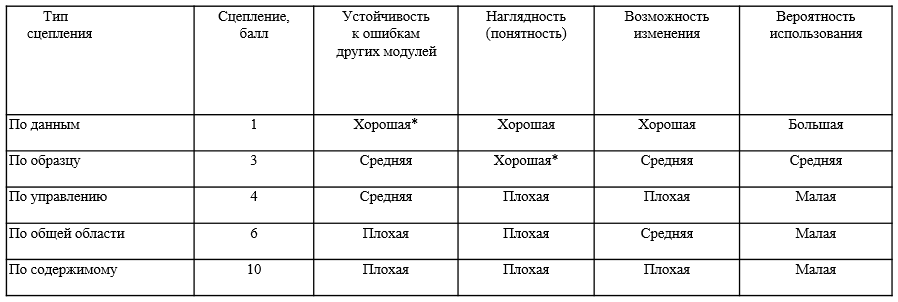 Тип сцепления
Сцепление, балл
Устойчивость к ошибкам других модулей
Наглядность (понятность)
Возможность изменения
Вероятность использования
По данным 1 Хорошая* Хорошая Хорошая Большая
По образцу 3 Средняя Хорошая* Средняя Средняя
По управлению 4 Средняя Плохая Плохая Малая
По общей области 6 Плохая Плохая Средняя Малая
По содержимому 10 Плохая Плохая Плохая Малая